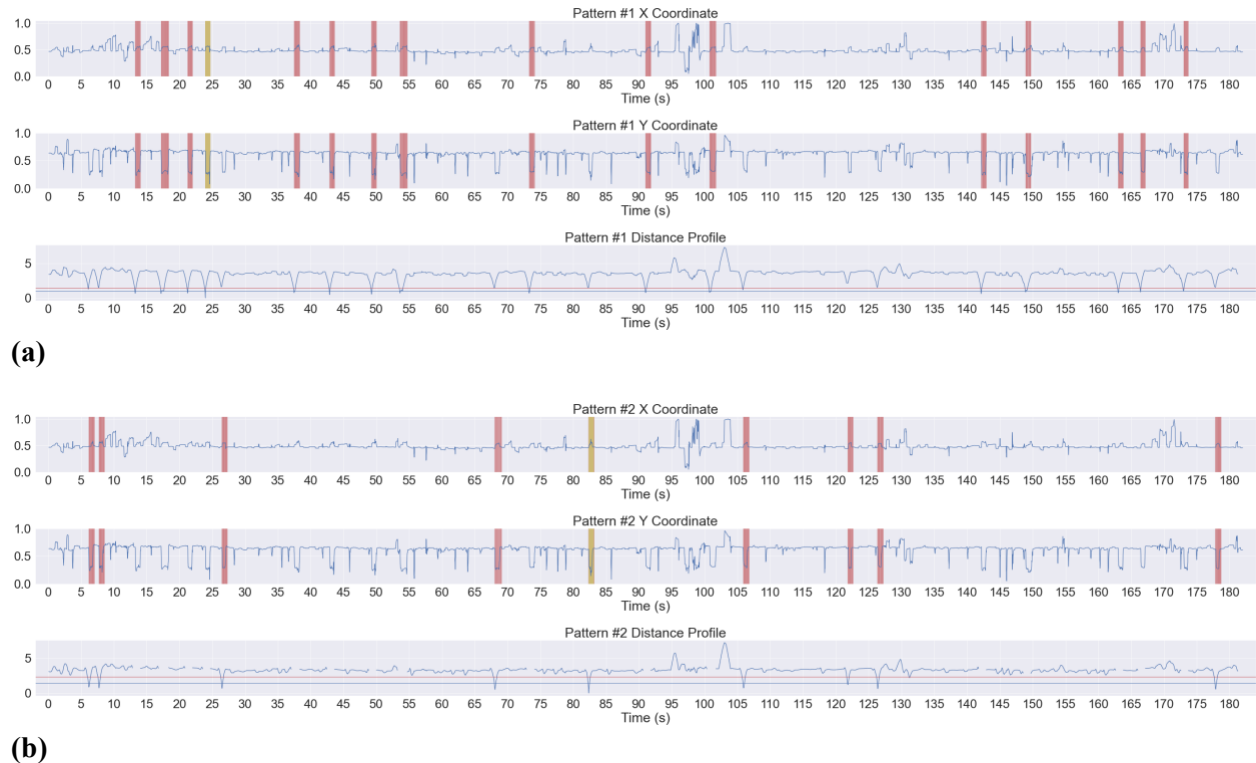 Pattern #1 X Coordinate
1.0
0.5
0.0
0 5 10 15 20 25 30 35 40 45 50 55 60 65 70 75 80 85 90 95 100 105 110 115 120 125 130 135 140 145 150 155 160 165 170 175 180
Time (s)
Pattern #1 Y Coordinate
1.0
0.5
0.0
0 5 10 15 20 25 30 35 40 45 50 55 60 65 70 75 80 85 90 95 100 105 110 115 120 125 130 135 140 145 150 155 160 165 170 175 180
Time (s)
Pattern #1 Distance Profile
5
0
0 5 10 15 20 25 30 35 40 45 50 55 60 65 70 75 80 85 90 95 100 105 110 115 120 125 130 135 140 145 150 155 160 165 170 175 180
Time (s)
(a)
Pattern #2 X Coordinate
1.0
0.5
0.0
0 5 10 15 20 25 30 35 40 45 50 55 60 65 70 75 80 85 90 95 100 105 110 115 120 125 130 135 140 145 150 155 160 165 170 175 180
Time (s)
Pattern #2 Y Coordinate
1.0
0.5
0.0
0 5 10 15 20 25 30 35 40 45 50 55 60 65 70 75 80 85 90 95 100 105 110 115 120 125 130 135 140 145 150 155 160 165 170 175 180
Time (s)
Pattern #2 Distance Profile
5
0
0 5 10 15 20 25 30 35 40 45 50 55 60 65 70 75 80 85 90 95 100 105 110 115 120 125 130 135 140 145 150 155 160 165 170 175 180
Time (s)
(b)